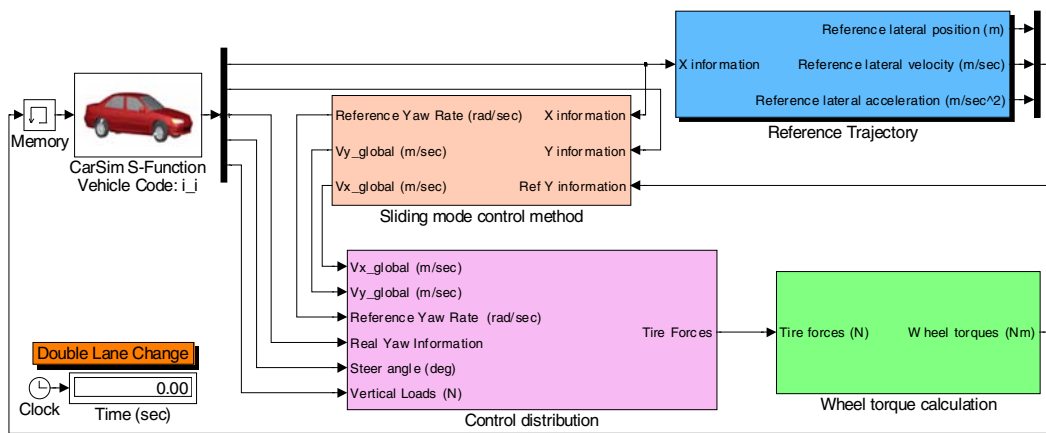 Reference lateral position (m)
X information
Reference lateral velocity (m/sec)
Reference lateral acceleration (m/sec^2)
Reference Trajectory
Memory
CarSim S-Function
Vehicle Code: i_i
Reference Yaw Rate (rad/sec)
X information
Vy_global (m/sec)
Y information
Vx_global (m/sec)
Ref Y information
Sliding mode control method
Vx_global (m/sec)
Vy_global (m/sec)
Reference Yaw Rate (rad/sec)
Real Yaw Information
Steer angle (deg)
Vertical Loads (N)
Tire Forces
Control distribution
Tire forces (N)
Wheel torques (Nm)
Wheel torque calculation
Double Lane Change
0.00
Clock
Time (sec)